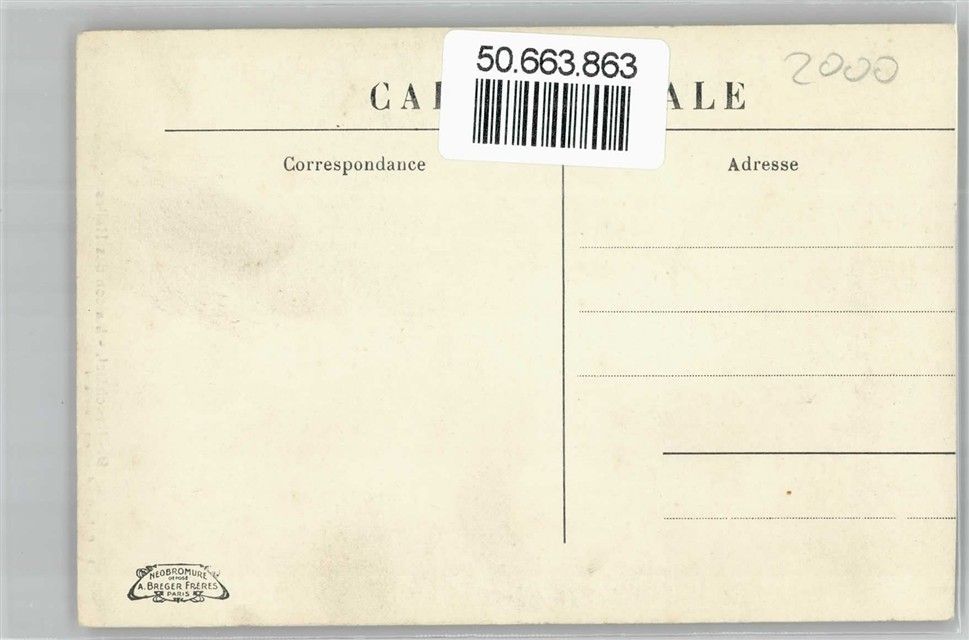 50.663.863
2000
CA ALE
Correspondance
Adresse
NEOBROMURE
DÉPOSÉ
A. BREGER FRÈRES
PARIS